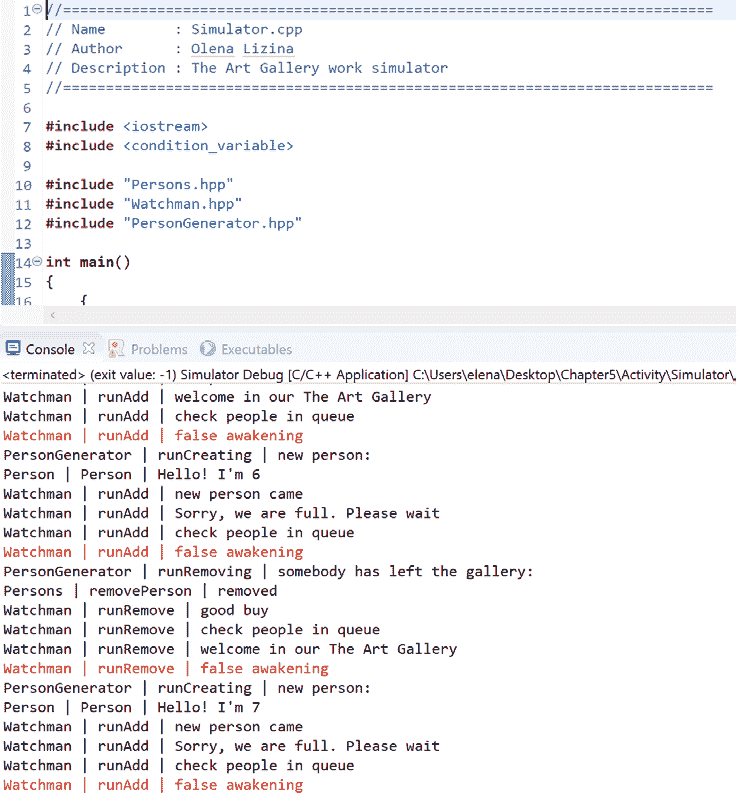 1 //===========================================================================
2 // Name        : Simulator.cpp
3 // Author      : Olena Lizina
4 // Description : The Art Gallery work simulator
5 //===========================================================================
6
7 #include <iostream>
8 #include <condition_variable>
9
10 #include "Persons.hpp"
11 #include "Watchman.hpp"
12 #include "PersonGenerator.hpp"
13
14 int main()
15 {
16     {
Console Problems Executables
<terminated> (exit value: -1) Simulator Debug [C/C++ Application] C:\Users\elena\Desktop\Chapter5\Activity\Simulator\
Watchman | runAdd | welcome in our The Art Gallery
Watchman | runAdd | check people in queue
Watchman | runAdd | false awakening
PersonGenerator | runCreating | new person:
Person | Person | Hello! I'm 6
Watchman | runAdd | new person came
Watchman | runAdd | Sorry, we are full. Please wait
Watchman | runAdd | check people in queue
Watchman | runAdd | false awakening
PersonGenerator | runRemoving | somebody has left the gallery:
Persons | removePerson | removed
Watchman | runRemove | good buy
Watchman | runRemove | check people in queue
Watchman | runRemove | welcome in our The Art Gallery
Watchman | runRemove | false awakening
PersonGenerator | runCreating | new person:
Person | Person | Hello! I'm 7
Watchman | runAdd | new person came
Watchman | runAdd | Sorry, we are full. Please wait
Watchman | runAdd | check people in queue
Watchman | runAdd | false awakening